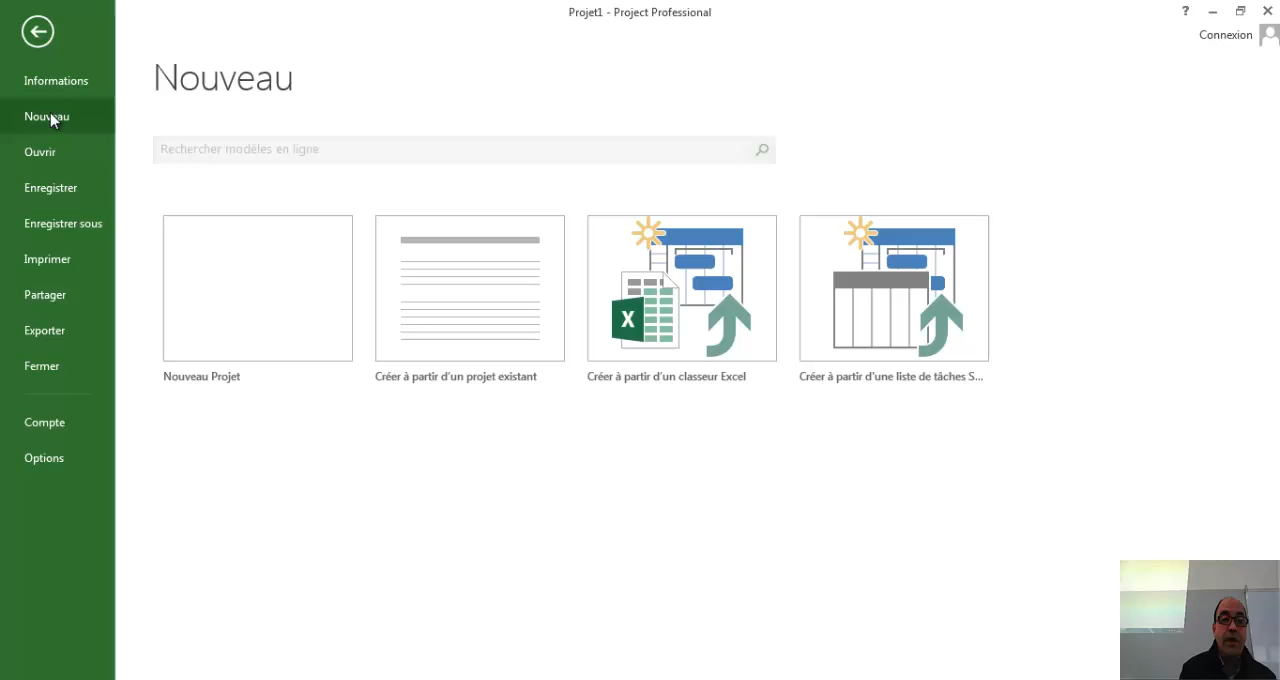 Projet1 - Project Professional
?
Connexion
Informations
Nouveau
Ouvrir
Enregistrer
Enregistrer sous
Imprimer
Partager
Exporter
Fermer
Compte
Options
Nouveau
Rechercher modèles en ligne
X
Nouveau Projet
Créer à partir d'un projet existant
Créer à partir d'un classeur Excel
Créer à partir d'une liste de tâches S...